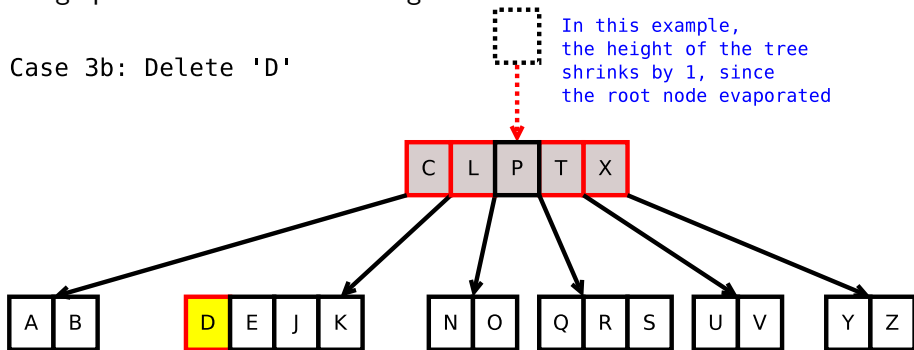 In this example,
the height of the tree
Case 3b: Delete 'D'
shrinks by 1, since
the root node evaporated
C L P T X
A B D E J K N O Q R S U V Y Z